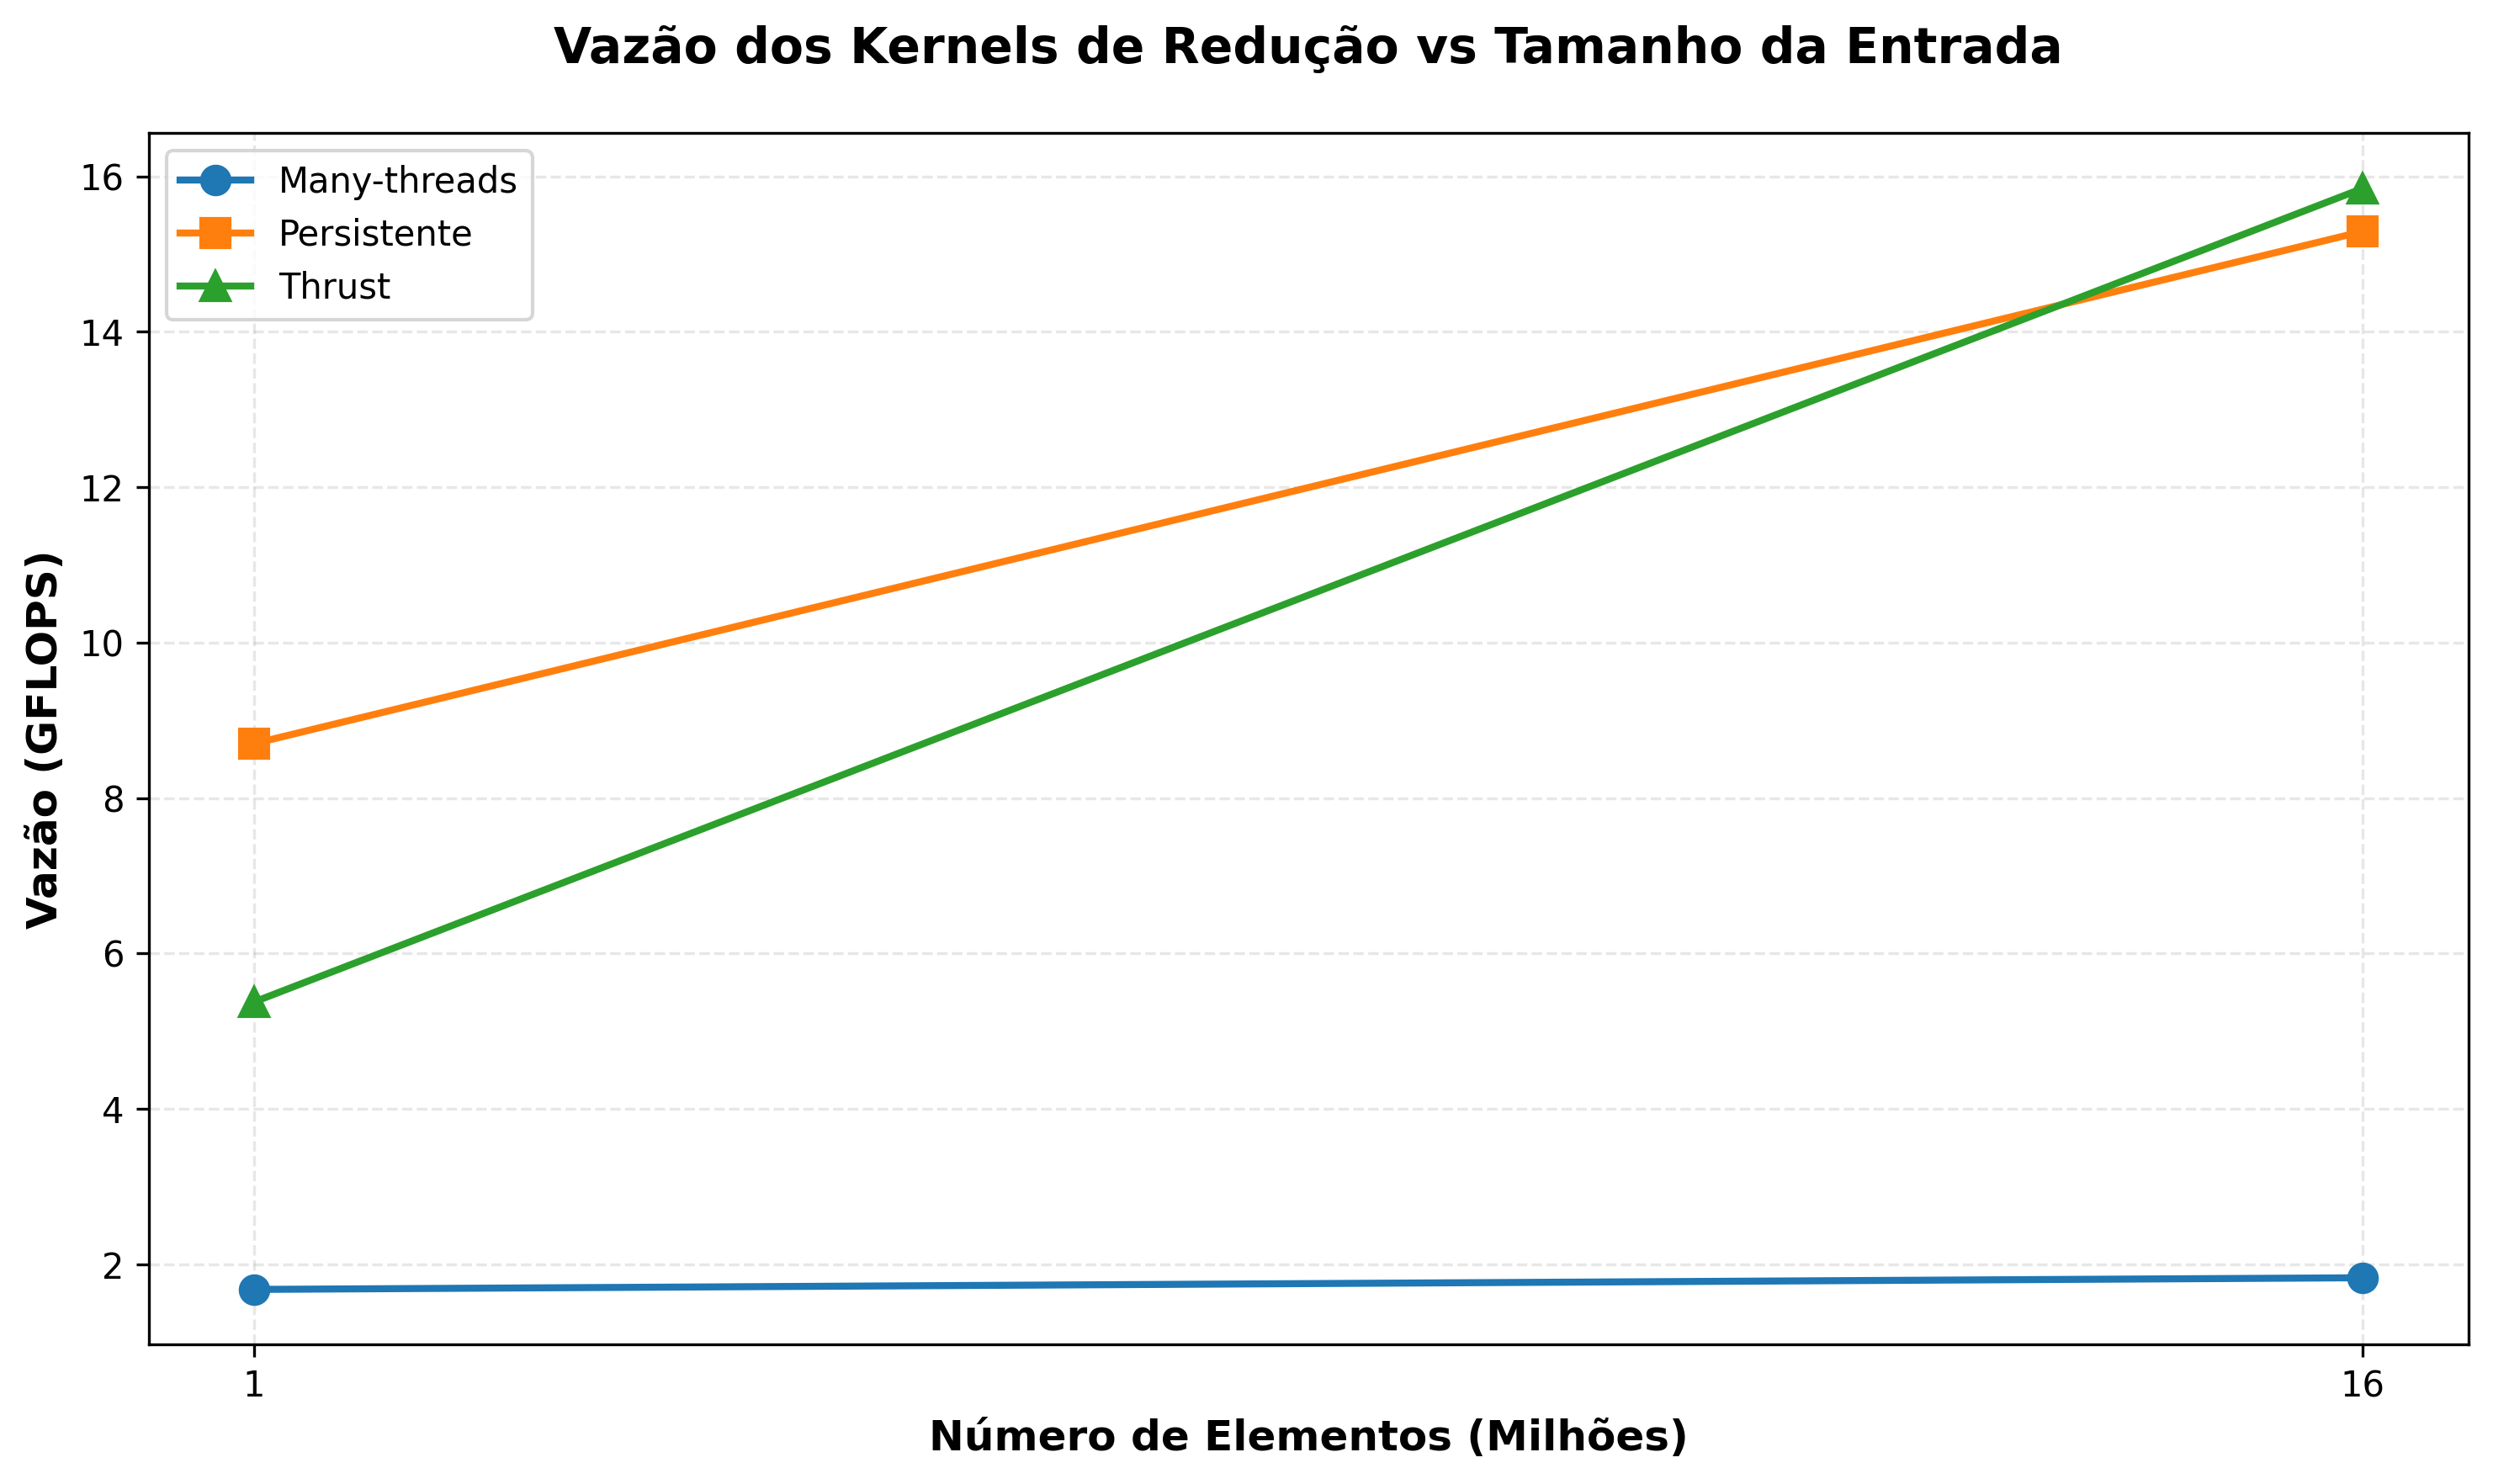 Vazão dos Kernels de Redução vs Tamanho da Entrada
Many-threads
Persistente
Thrust
Vazão (GFLOPS)
16
14
12
10
8
6
4
2
1
16
Número de Elementos (Milhões)